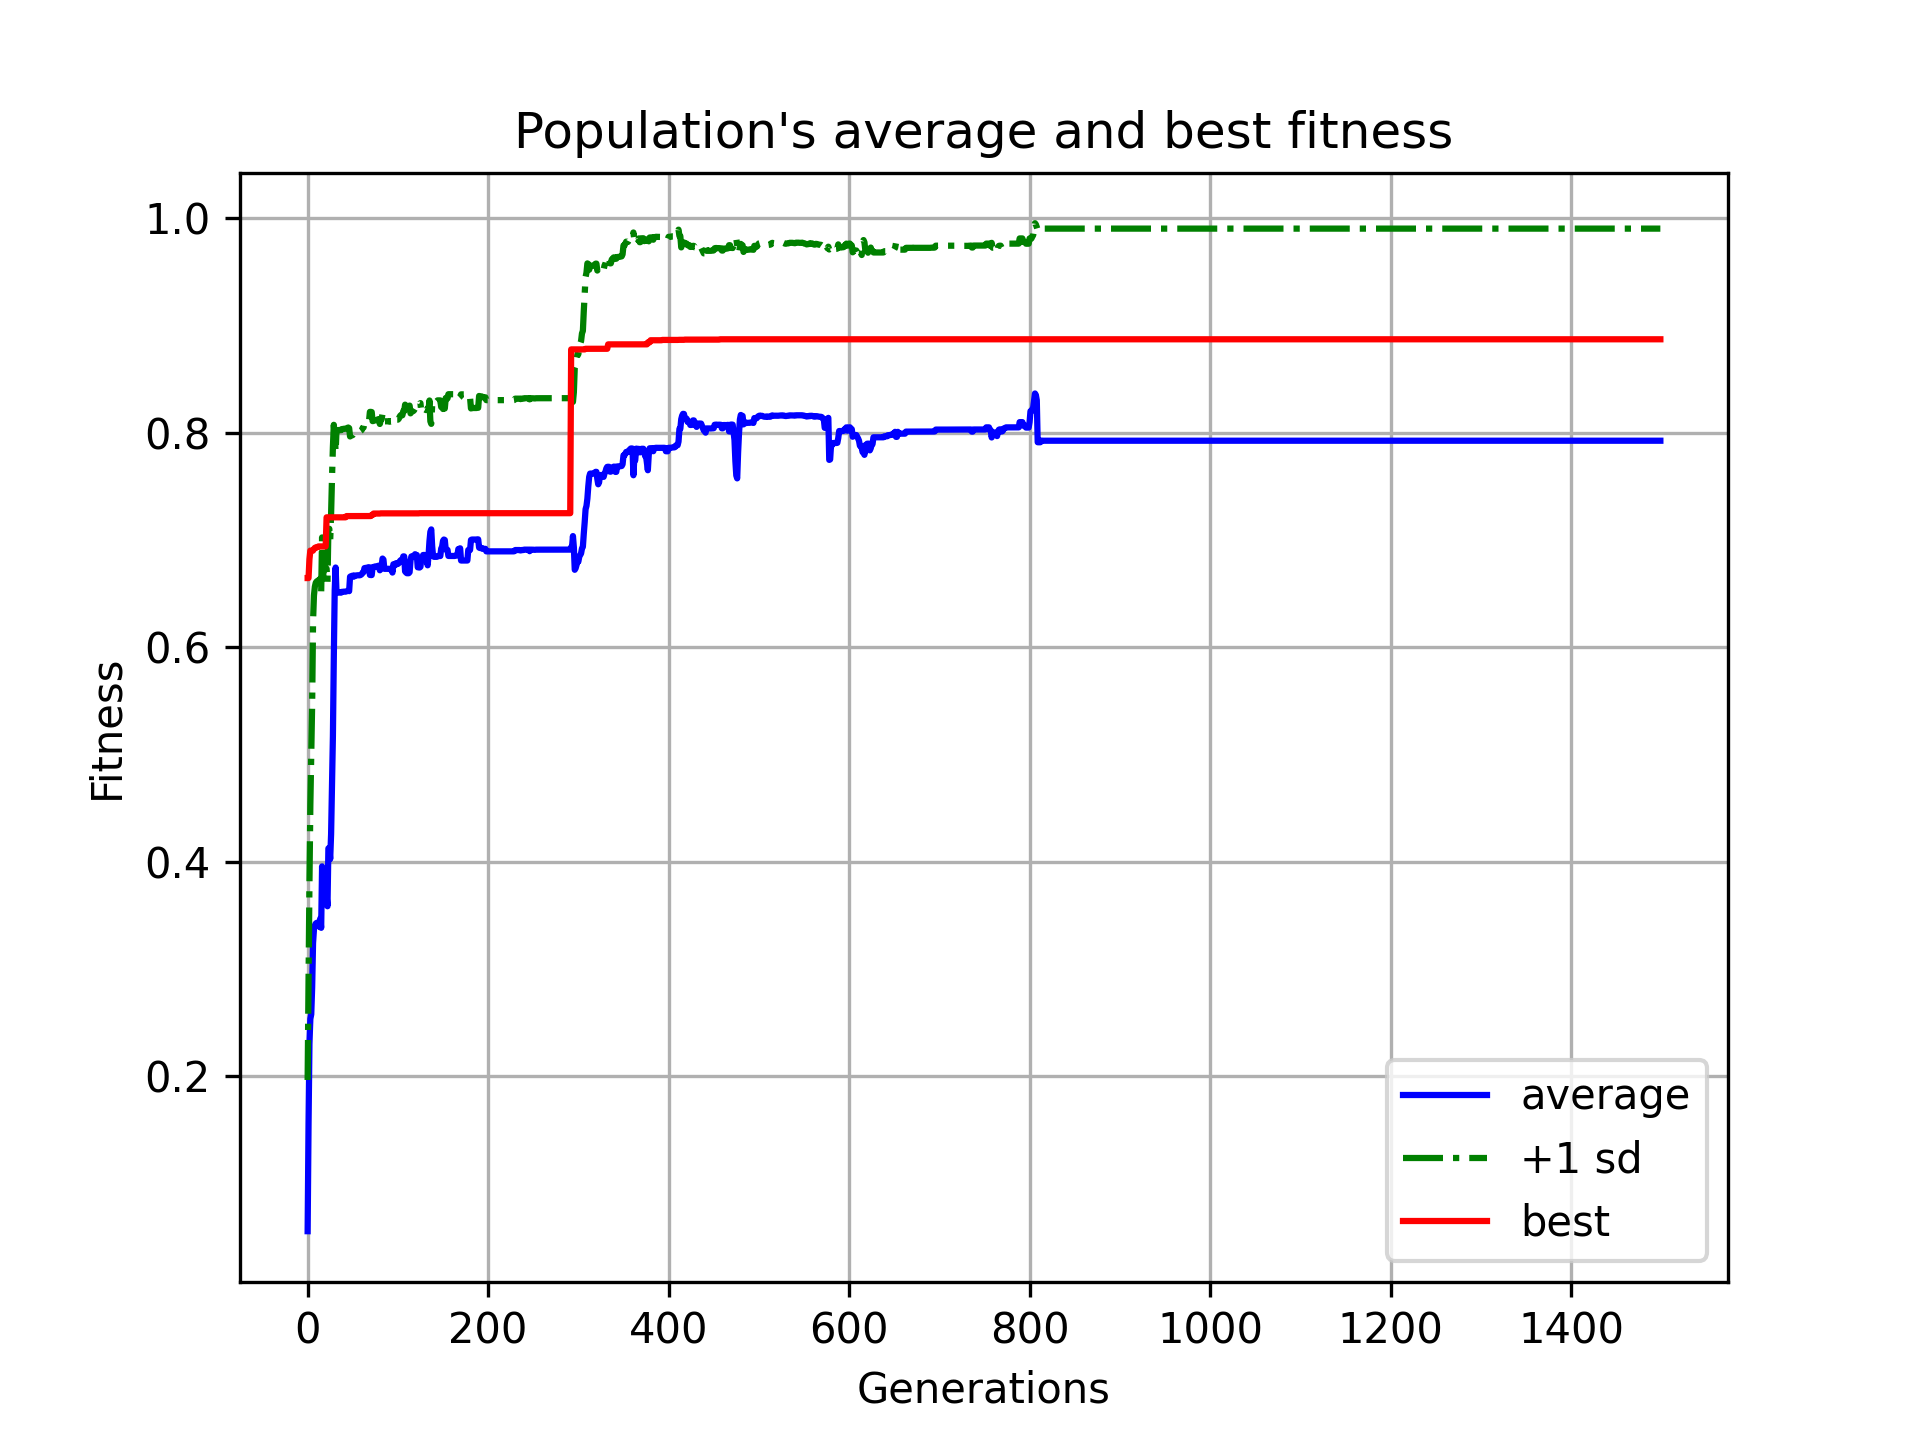 Population's average and best fitness
1.0
0.8
0.6
0.4
0.2
Fitness
0 200 400 600 800 1000 1200 1400
Generations
average
+1 sd
best